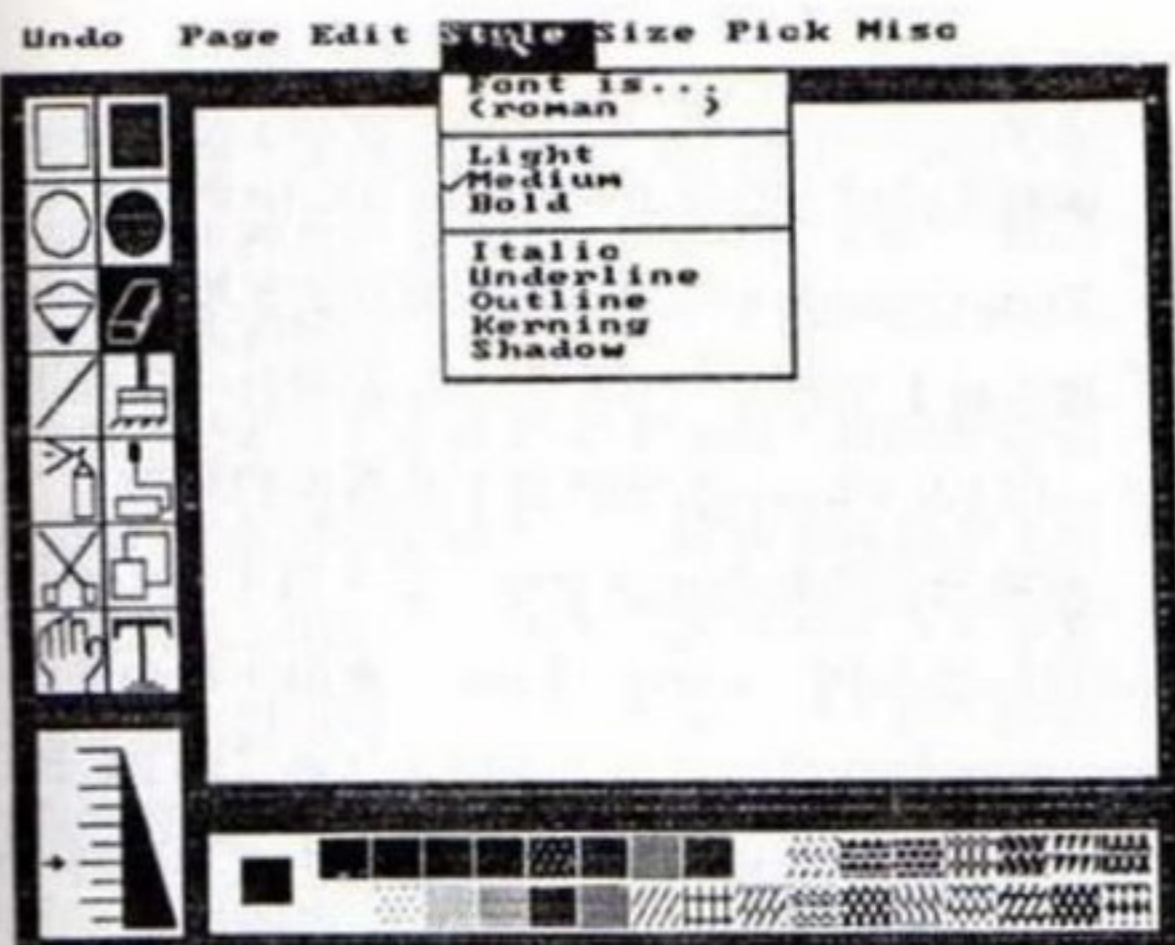 Undo Page Edit Style Size Pick Misc
Font is...
(roman )
Light
✓Medium
Bold
Italic
Underline
Outline
Kerning
Shadow
T